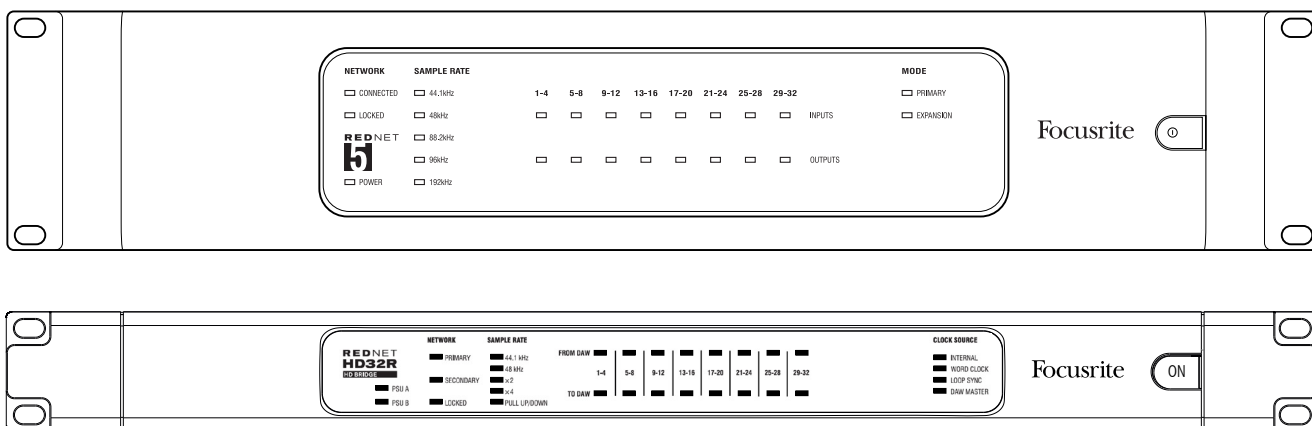 NETWORK SAMPLE RATE MODE
CONNECTED 44.1kHz 1-4 5-8 9-12 13-16 17-20 21-24 25-28 29-32 PRIMARY
LOCKED 48kHz INPUTS EXPANSION
REDNET 88.2kHz
5 96kHz OUTPUTS
POWER 192kHz
Focusrite
REDNET
HD32R
HD BRIDGE
PSU A
PSU B
NETWORK
PRIMARY
SECONDARY
LOCKED
SAMPLE RATE
44.1 kHz
48 kHz
x2
x4
PULL UP/DOWN
FROM DAW
1-4 5-8 9-12 13-16 17-20 21-24 25-28 29-32
TO DAW
CLOCK SOURCE
INTERNAL
WORD CLOCK
LOOP SYNC
DAW MASTER
Focusrite
ON